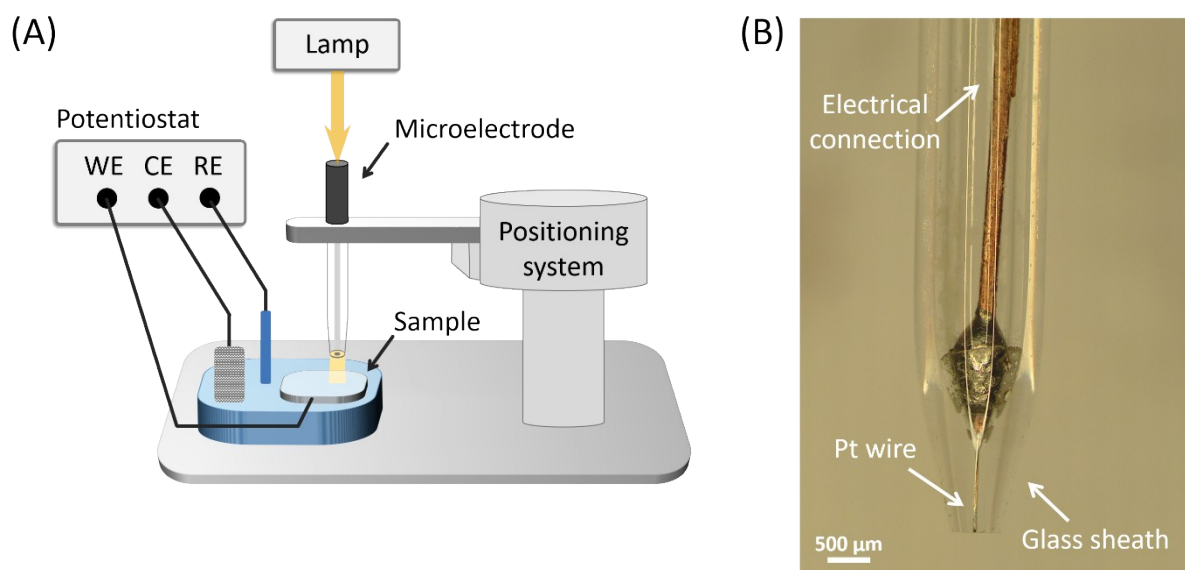 (A)
Lamp
Potentiostat
WE CE RE
Microelectrode
Positioning
system
Sample
(B)
Electrical
connection
Pt wire
Glass sheath
500 µm